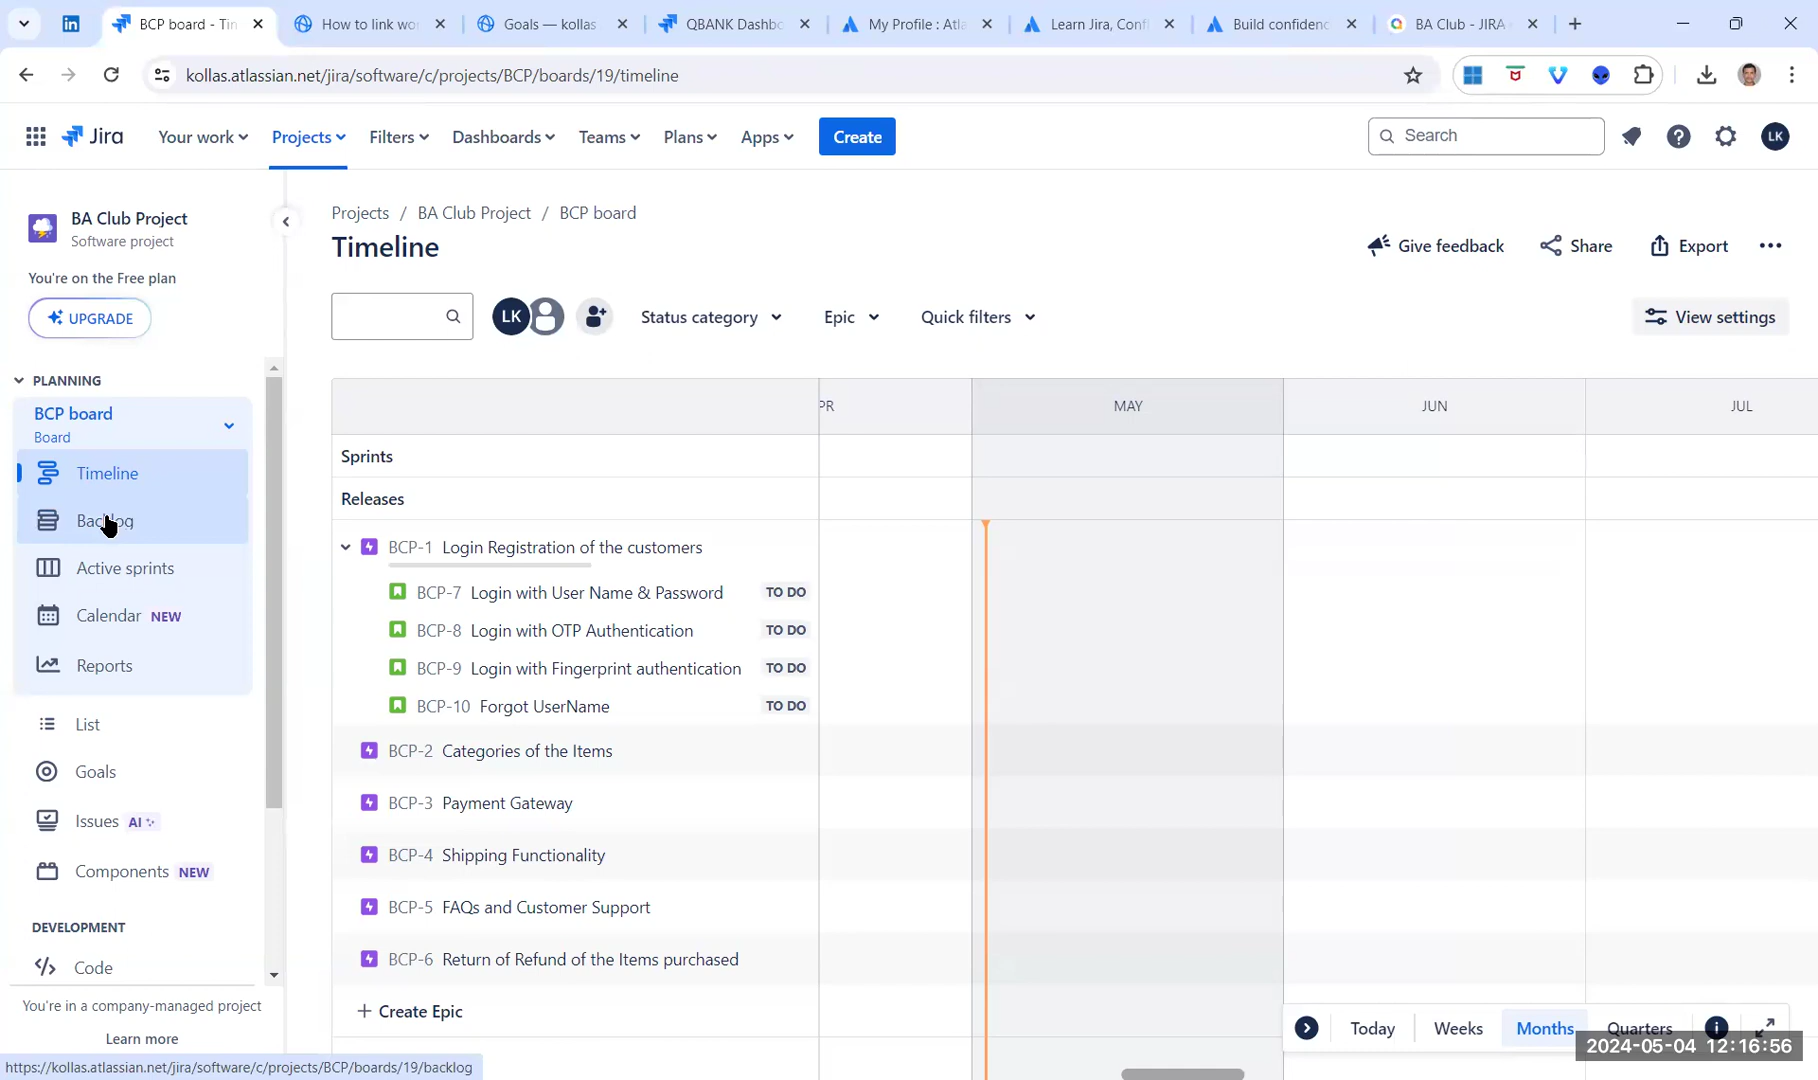 BCP board - Tin
How to link wo
Goals — kollas
QBANK Dashbo
My Profile : Atla
Learn Jira, Confl
Build confidenc
BA Club - JIRA
kollas.atlassian.net/jira/software/c/projects/BCP/boards/19/timeline
Jira
Your work
Projects
Filters
Dashboards
Teams
Plans
Apps
Create
Search
LK
BA Club Project
Software project
You're on the Free plan
UPGRADE
PLANNING
BCP board
Board
Timeline
Backlog
Active sprints
Calendar NEW
Reports
List
Goals
Issues AI
Components NEW
DEVELOPMENT
Code
You're in a company-managed project
Learn more
https://kollas.atlassian.net/jira/software/c/projects/BCP/boards/19/backlog
Projects / BA Club Project / BCP board
Timeline
Give feedback
Share
Export
LK
Status category
Epic
Quick filters
View settings
PR
MAY
JUN
JUL
Sprints
Releases
BCP-1 Login Registration of the customers
BCP-7 Login with User Name & Password TO DO
BCP-8 Login with OTP Authentication TO DO
BCP-9 Login with Fingerprint authentication TO DO
BCP-10 Forgot UserName TO DO
BCP-2 Categories of the Items
BCP-3 Payment Gateway
BCP-4 Shipping Functionality
BCP-5 FAQs and Customer Support
BCP-6 Return of Refund of the Items purchased
+ Create Epic
Today
Weeks
Months
Quarters
2024-05-04 12:16:56